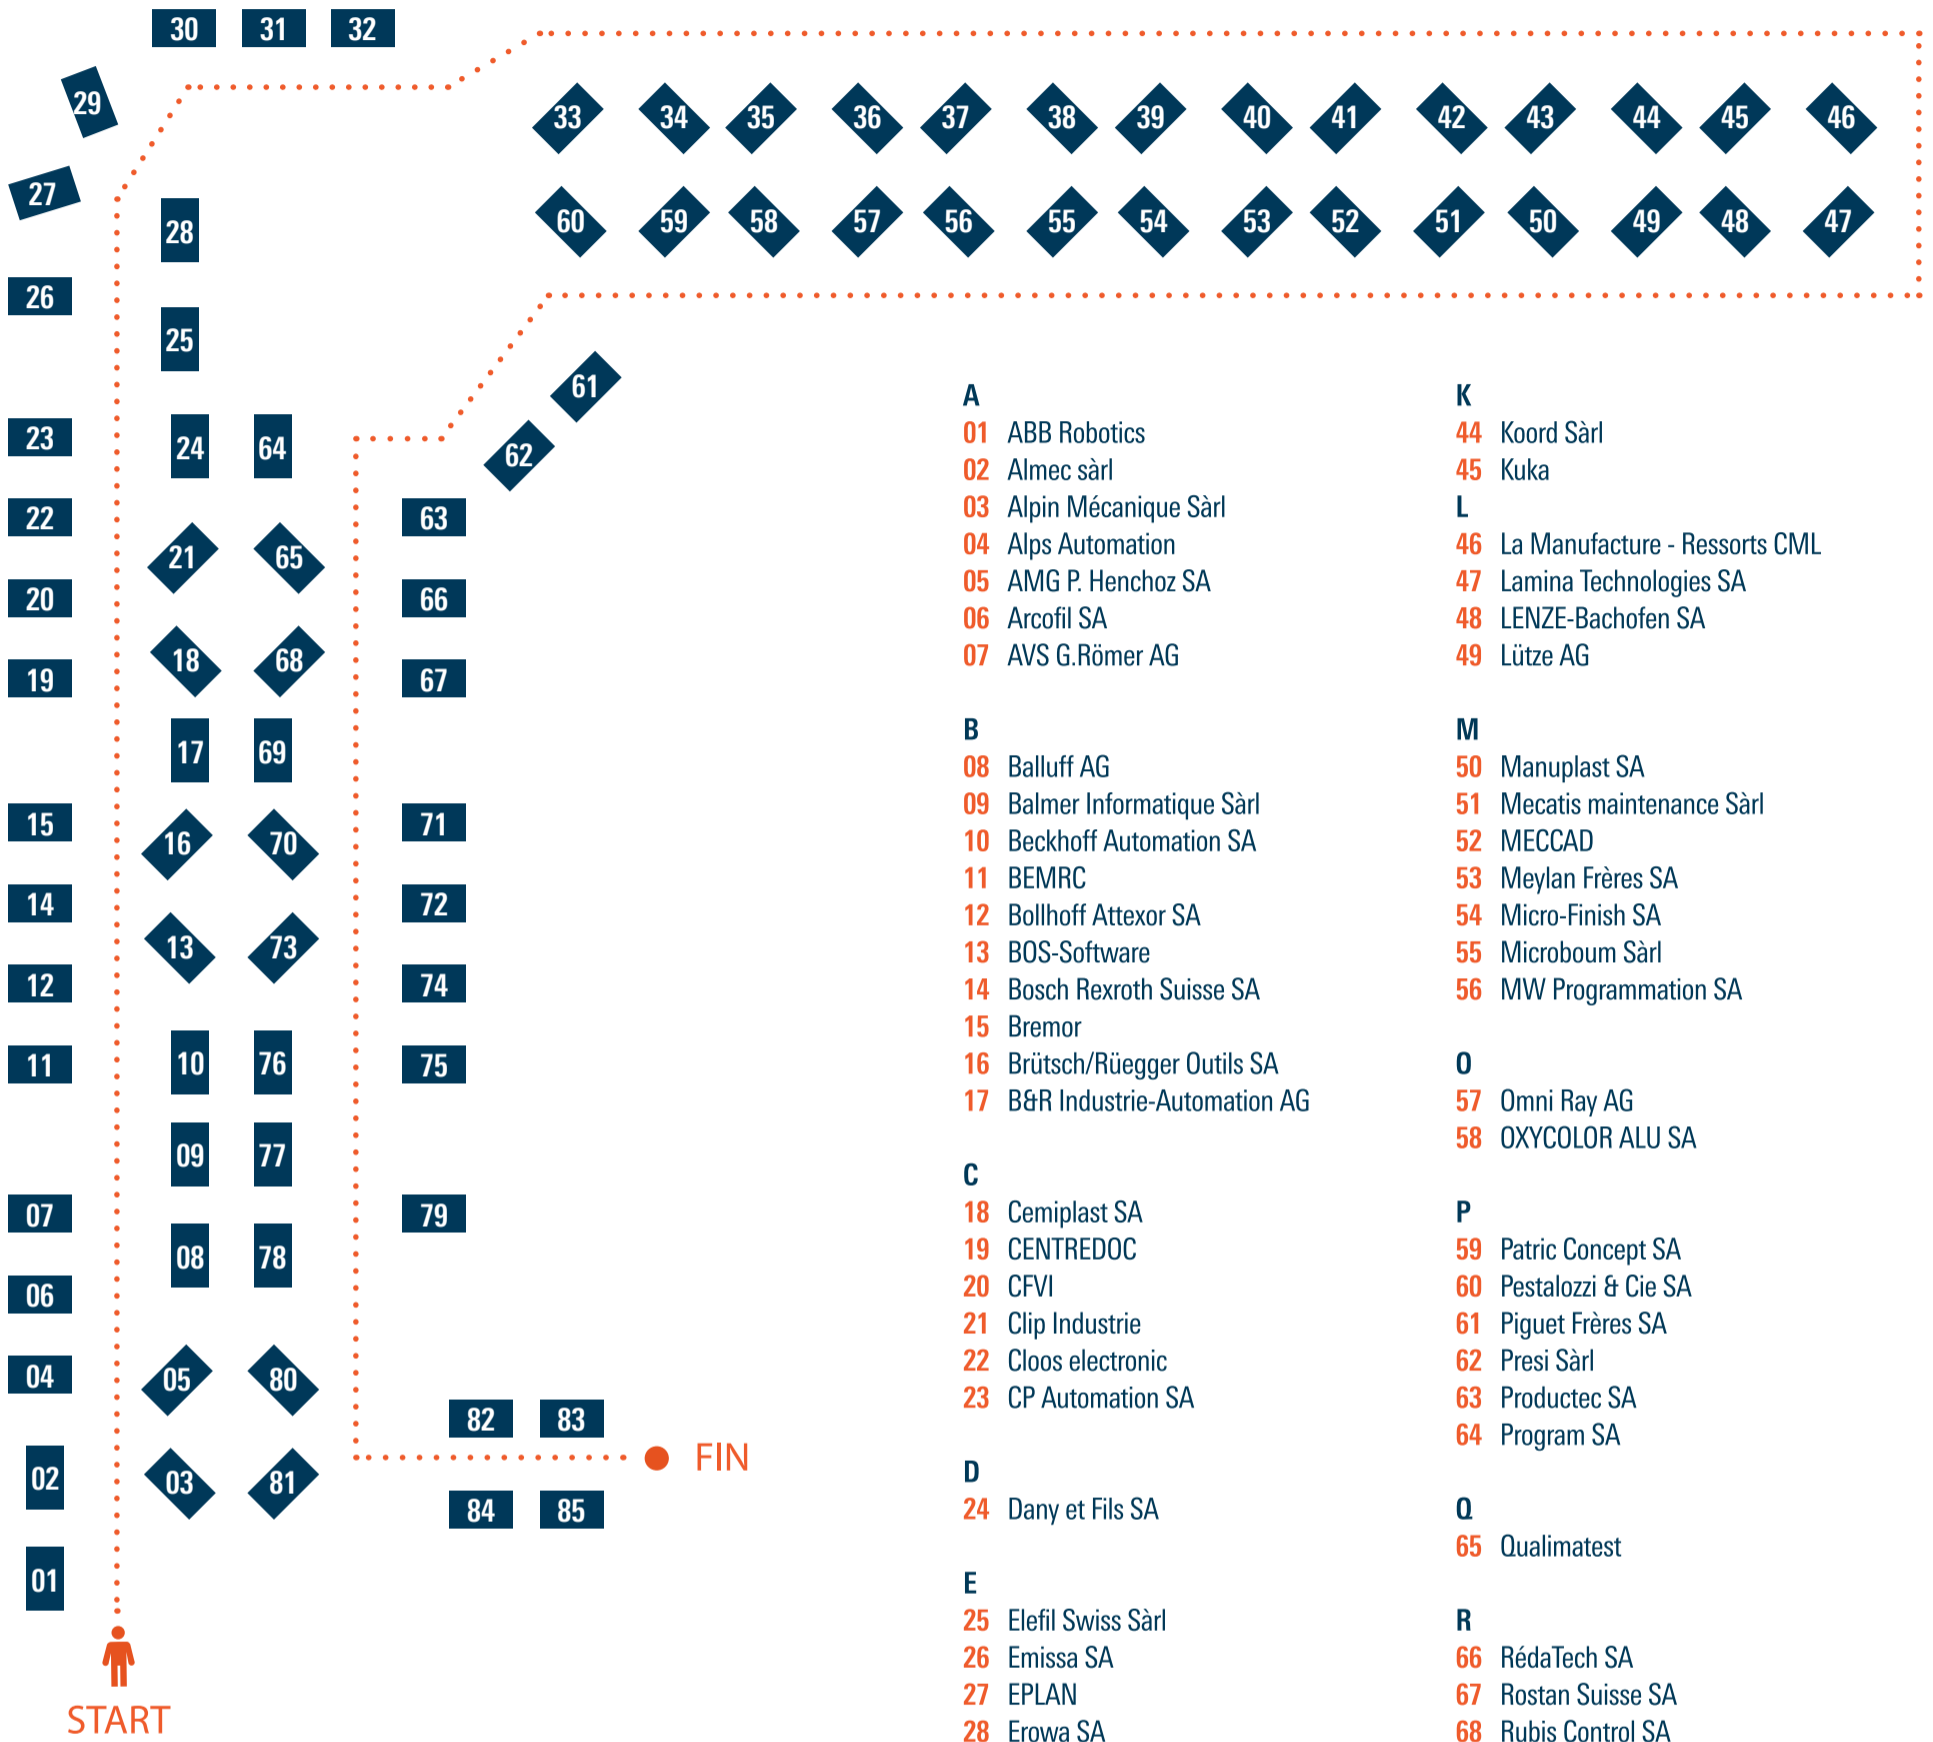 30 31 32
29
33 34 35 36 37 38 39 40 41 42 43 44 45 46
27
60 59 58 57 56 55 54 53 52 51 50 49 48 47
28
26
25
61
23 24 64 62
22 63
21 65
20 66
18 68
19 67
17 69
15 71
16 70
14 72
13 73
12 74
11 10 76 75
09 77
07 79
08 78
06
04 05 80
82 83
FIN
02 03 81
84 85
01
START
A
01 ABB Robotics
02 Almec sàrl
03 Alpin Mécanique Sàrl
04 Alps Automation
05 AMG P. Henchoz SA
06 Arcofil SA
07 AVS G.Römer AG
B
08 Balluff AG
09 Balmer Informatique Sàrl
10 Beckhoff Automation SA
11 BEMRC
12 Bollhoff Attexor SA
13 BOS-Software
14 Bosch Rexroth Suisse SA
15 Bremor
16 Brütsch/Rüegger Outils SA
17 B&R Industrie-Automation AG
C
18 Cemiplast SA
19 CENTREDOC
20 CFVI
21 Clip Industrie
22 Cloos electronic
23 CP Automation SA
D
24 Dany et Fils SA
E
25 Elefil Swiss Sàrl
26 Emissa SA
27 EPLAN
28 Erowa SA
K
44 Koord Sàrl
45 Kuka
L
46 La Manufacture - Ressorts CML
47 Lamina Technologies SA
48 LENZE-Bachofen SA
49 Lütze AG
M
50 Manuplast SA
51 Mecatis maintenance Sàrl
52 MECCAD
53 Meylan Frères SA
54 Micro-Finish SA
55 Microboum Sàrl
56 MW Programmation SA
O
57 Omni Ray AG
58 OXYCOLOR ALU SA
P
59 Patric Concept SA
60 Pestalozzi & Cie SA
61 Piguet Frères SA
62 Presi Sàrl
63 Productec SA
64 Program SA
Q
65 Qualimatest
R
66 RédaTech SA
67 Rostan Suisse SA
68 Rubis Control SA